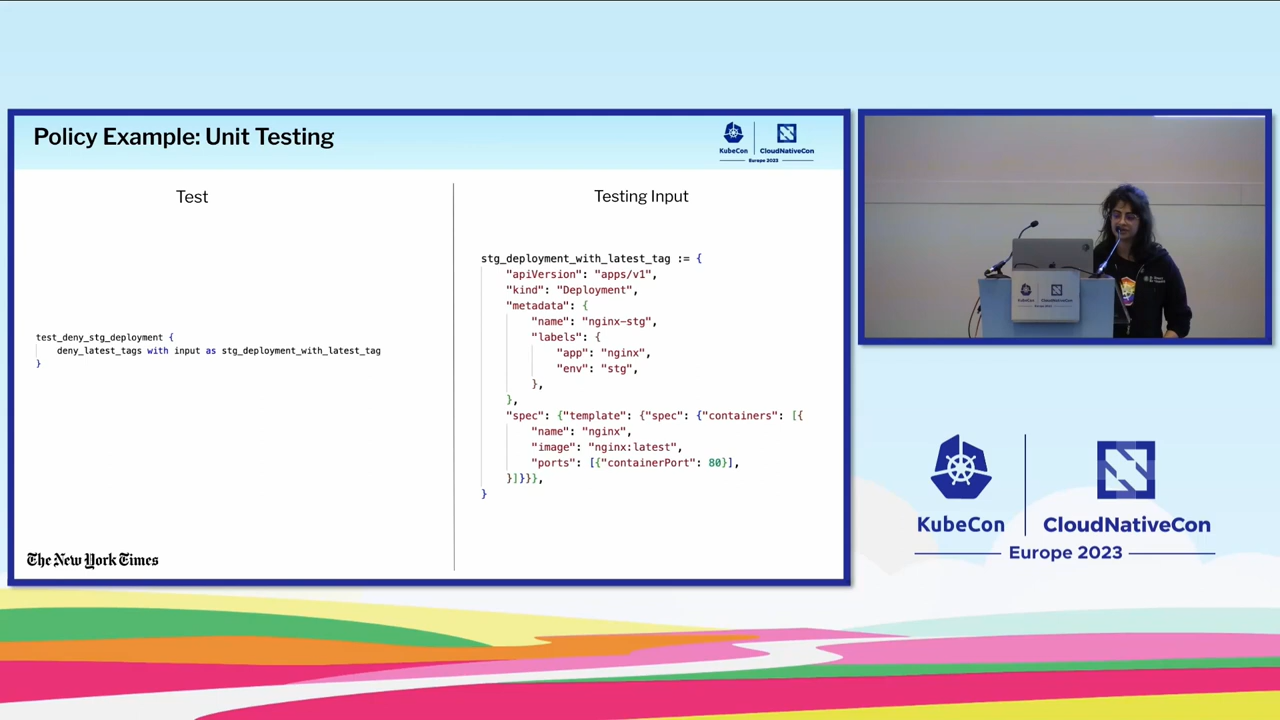 Policy Example: Unit Testing
KubeCon
CloudNativeCon
Europe 2023
Test
test_deny_stg_deployment {
deny_latest_tags with input as stg_deployment_with_latest_tag
}
Testing Input
stg_deployment_with_latest_tag := {
"apiVersion": "apps/v1",
"kind": "Deployment",
"metadata": {
"name": "nginx-stg",
"labels": {
"app": "nginx",
"env": "stg",
},
},
"spec": {"template": {"spec": {"containers": [{
"name": "nginx",
"image": "nginx:latest",
"ports": [{"containerPort": 80}],
}]}}},
}
The New York Times
KubeCon
CloudNativeCon
KubeCon
CloudNativeCon
Europe 2023